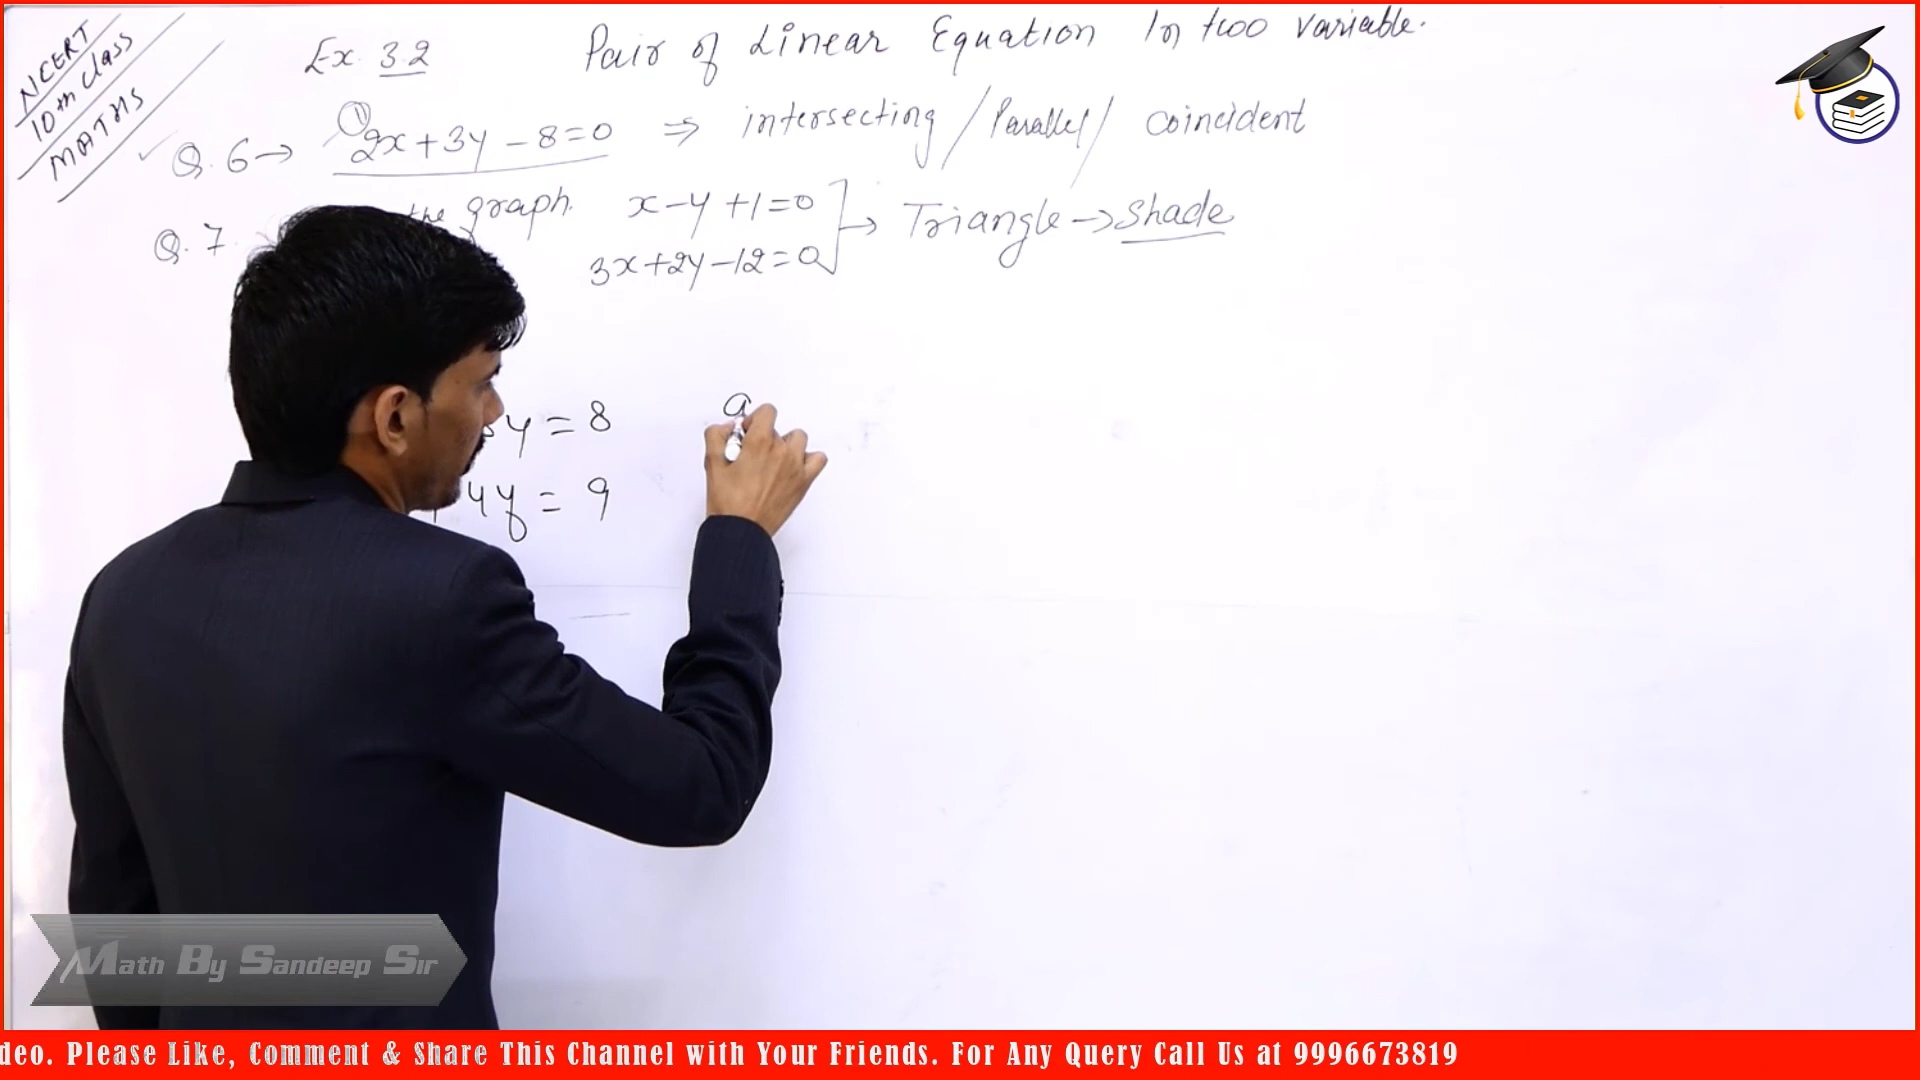 NCERT
10th Class
MATHS
Ex. 3.2
Pair of Linear Equation In two variable.
Q. 6 → ① 2x + 3y - 8 = 0 ⇒ intersecting / Parallel / coincident
Q. 7. the graph. x - y + 1 = 0 → Triangle → Shade
3x + 2y - 12 = 0
y = 8
4y = 9
a
Math By Sandeep Sir
deo. Please Like, Comment & Share This Channel with Your Friends. For Any Query Call Us at 9996673819